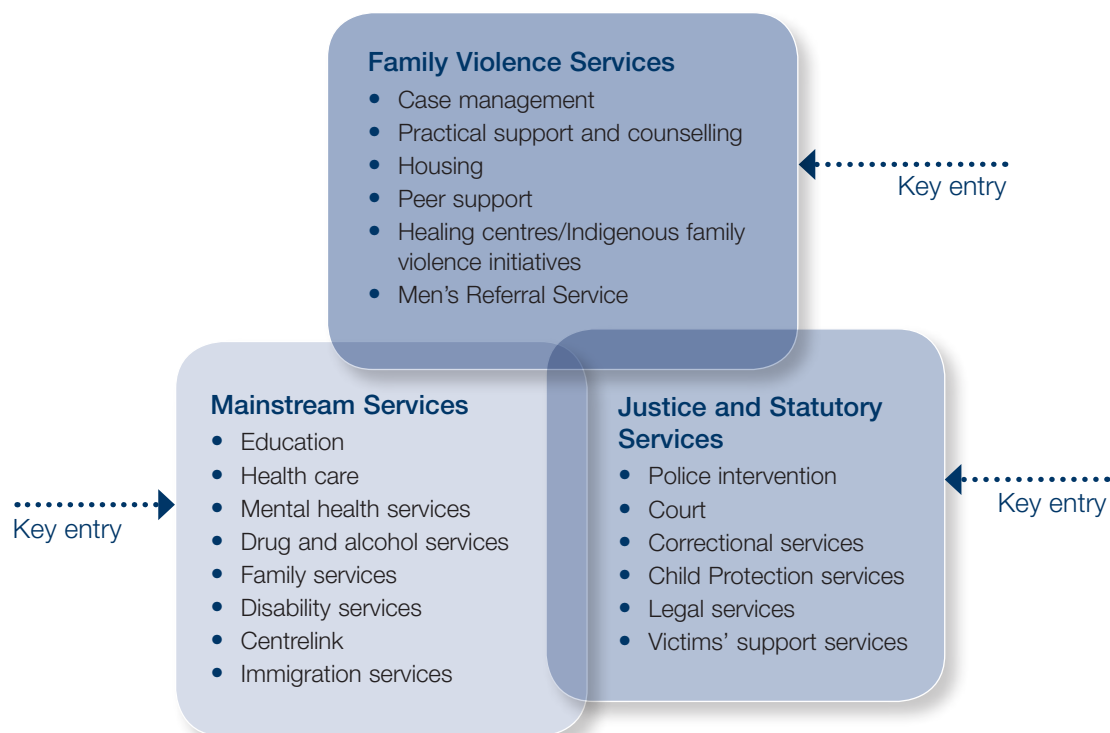 Family Violence Services
• Case management
• Practical support and counselling
• Housing
• Peer support
• Healing centres/Indigenous family
violence initiatives
• Men’s Referral Service
Key entry
Mainstream Services
• Education
• Health care
• Mental health services
• Drug and alcohol services
• Family services
• Disability services
• Centrelink
• Immigration services
Key entry
Justice and Statutory
Services
• Police intervention
• Court
• Correctional services
• Child Protection services
• Legal services
• Victims’ support services
Key entry